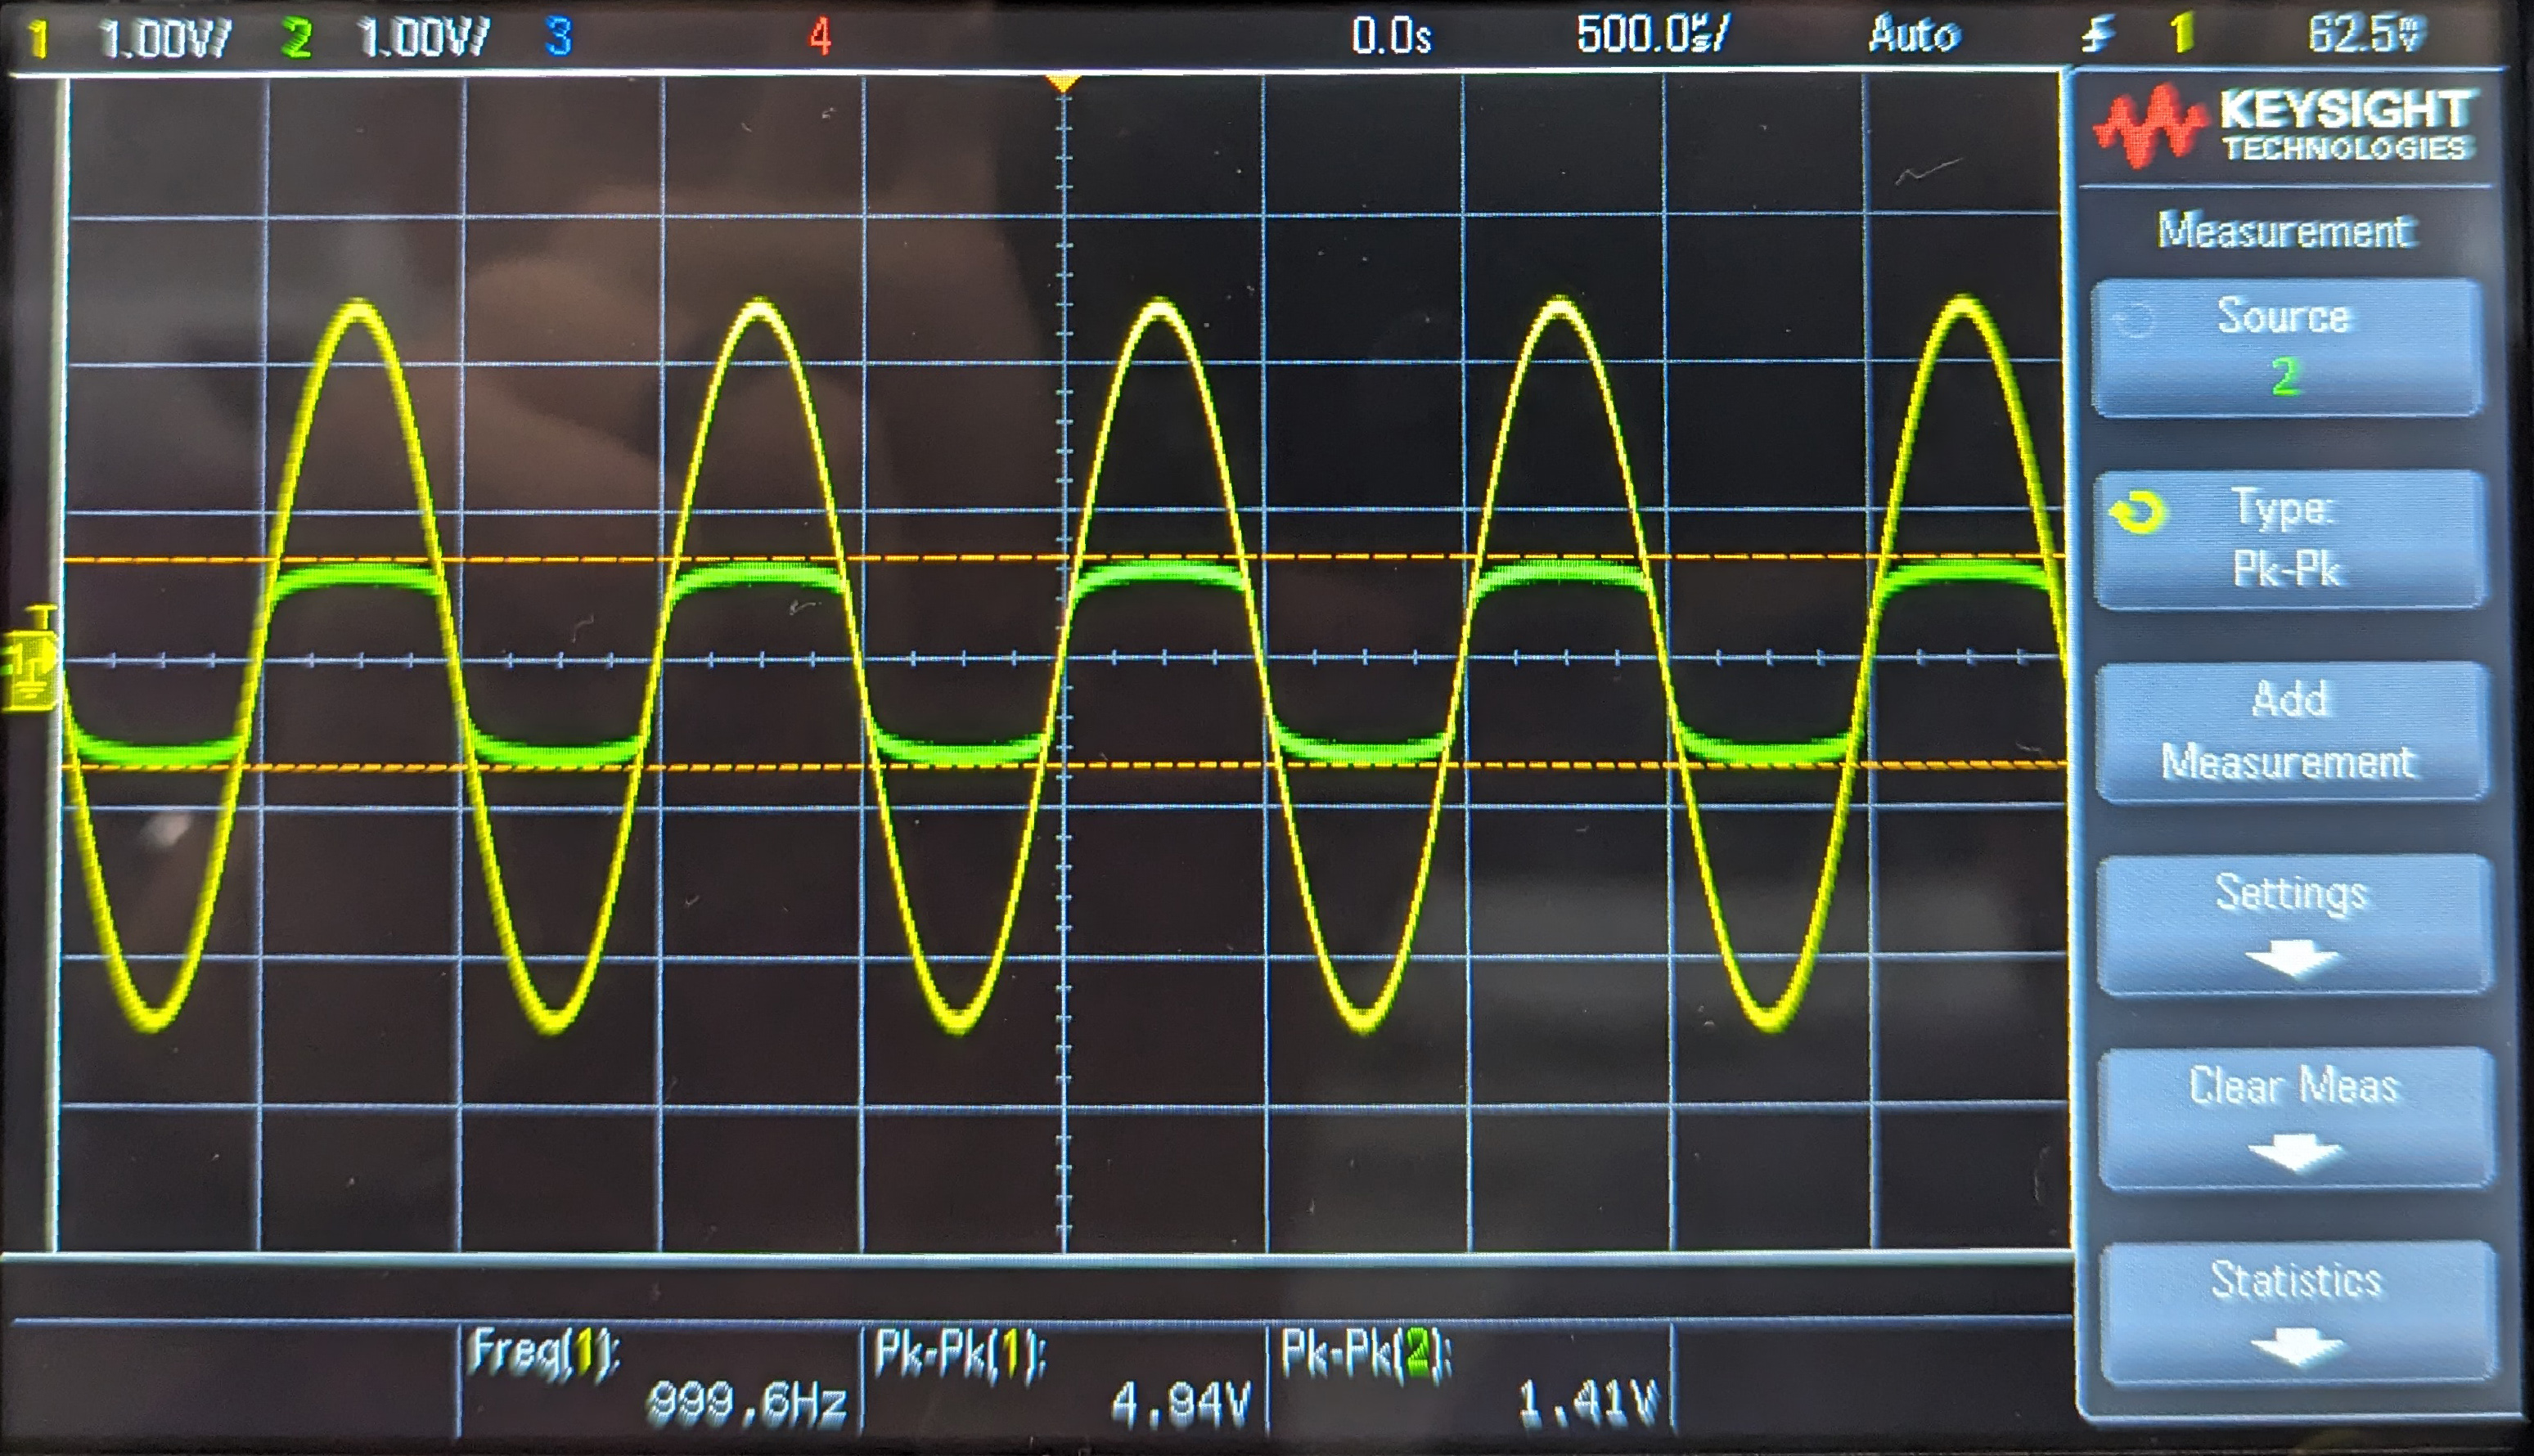 1 1.00V/ 2 1.00V/ 3 4 0.0s 500.0µs/ Auto 1 62.5mV
KEYSIGHT
TECHNOLOGIES
Measurement
Source
2
Type:
Pk-Pk
Add
Measurement
Settings
Clear Meas
Statistics
T
Freq(1): Pk-Pk(1): Pk-Pk(2):
999.6Hz 4.94V 1.41V